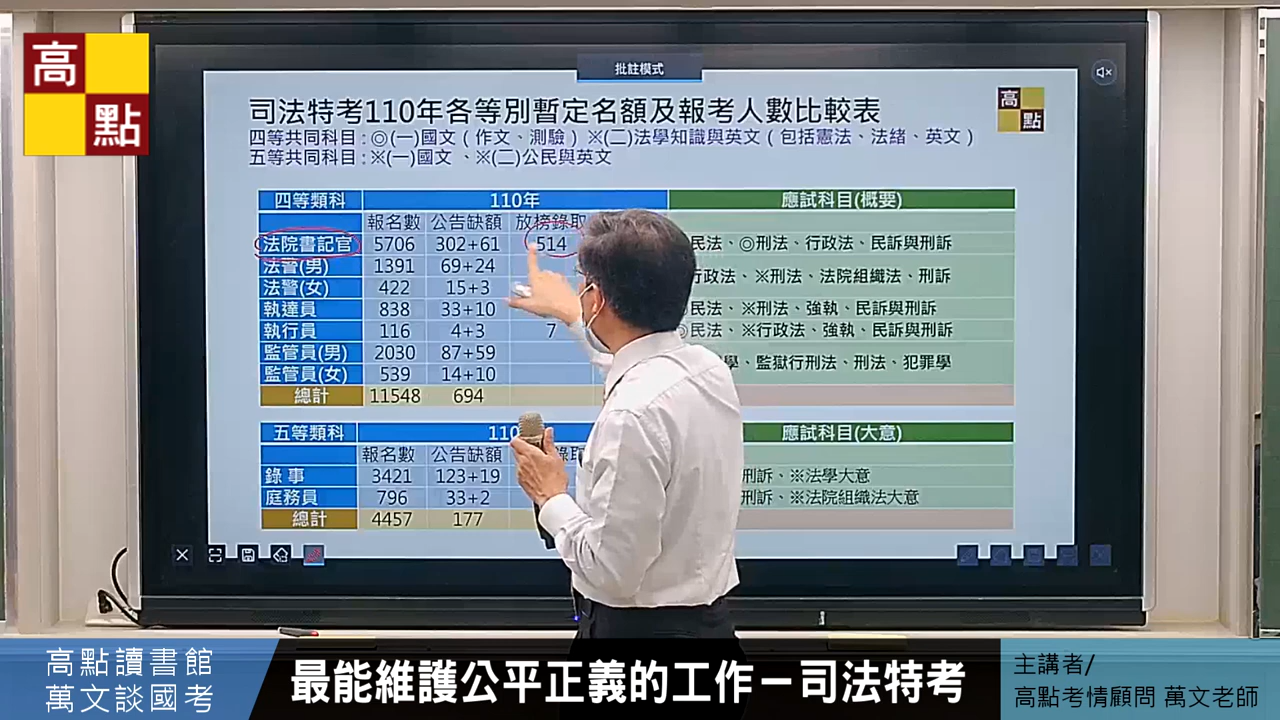 高點
批註模式
司法特考110年各等別暫定名額及報考人數比較表
高點
四等共同科目：◎(一)國文（作文、測驗）※(二)法學知識與英文（包括憲法、法緒、英文）
五等共同科目：※(一)國文 、※(二)公民與英文
四等類科 110年 應試科目(概要)
報名數 公告缺額 放榜錄取
法院書記官 5706 302+61 514 民法、◎刑法、行政法、民訴與刑訴
法警(男) 1391 69+24 行政法、※刑法、法院組織法、刑訴
法警(女) 422 15+3
執達員 838 33+10 民法、※刑法、強執、民訴與刑訴
執行員 116 4+3 7 ◎民法、※行政法、強執、民訴與刑訴
監管員(男) 2030 87+59 學、監獄行刑法、刑法、犯罪學
監管員(女) 539 14+10
總計 11548 694
五等類科 110 應試科目(大意)
報名數 公告缺額 錄取
錄事 3421 123+19 刑訴、※法學大意
庭務員 796 33+2 刑訴、※法院組織法大意
總計 4457 177
高點讀書館
萬文談國考
最能維護公平正義的工作－司法特考
主講者/
高點考情顧問 萬文老師